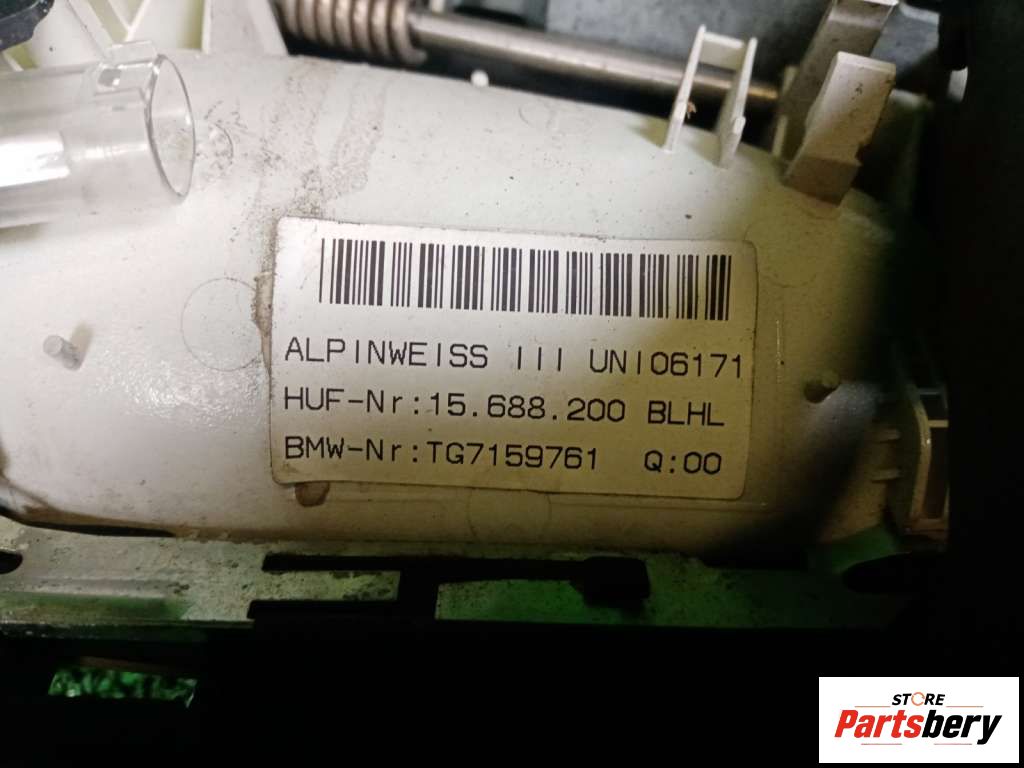 ALPINWEISS III UNI06171
HUF-Nr:15.688.200 BLHL
BMW-Nr:TG7159761 Q:00
STORE
Partsbery